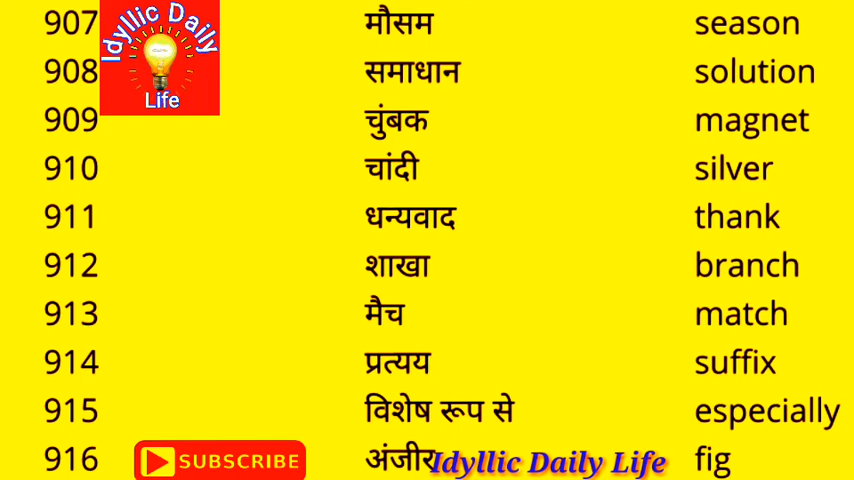 907 मौसम season
Idyllic Daily
908 समाधान solution
Life
909 चुंबक magnet
910 चांदी silver
911 धन्यवाद thank
912 शाखा branch
913 मैच match
914 प्रत्यय suffix
915 विशेष रूप से especially
916 अंजीर fig
SUBSCRIBE
Idyllic Daily Life